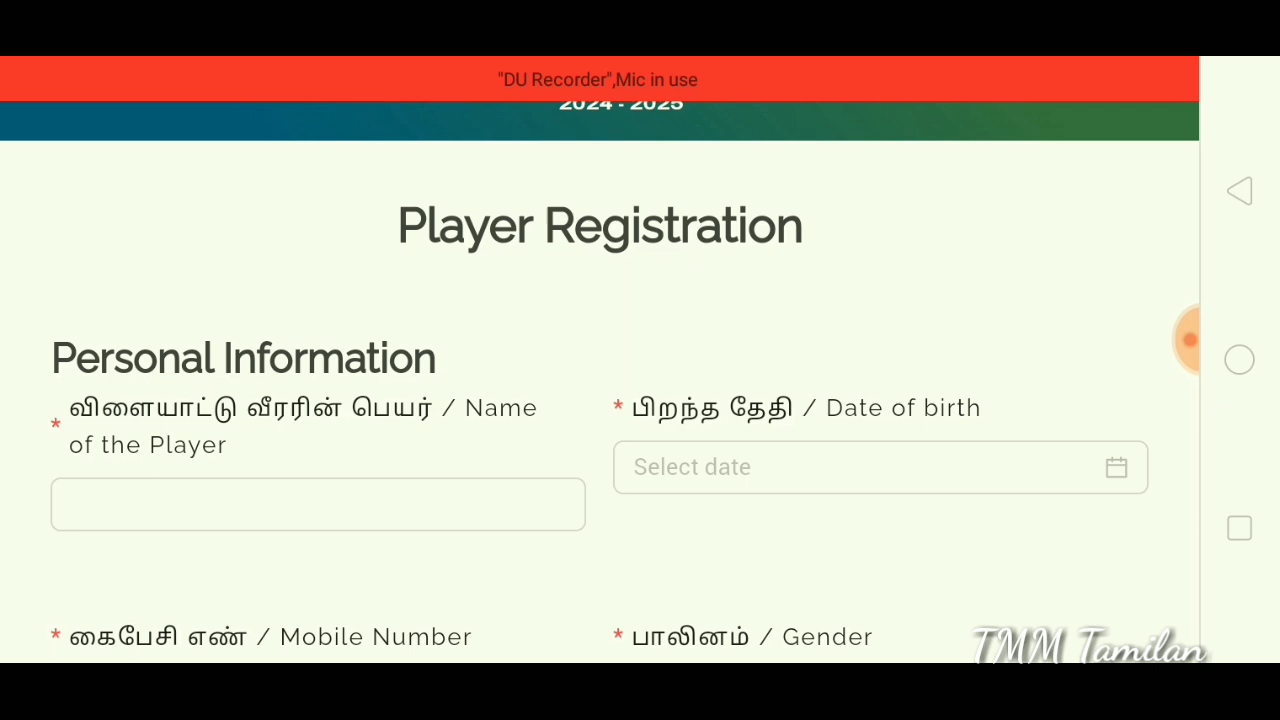 "DU Recorder",Mic in use
2024 - 2025
Player Registration
Personal Information
* விளையாட்டு வீரரின் பெயர் / Name
of the Player
* பிறந்த தேதி / Date of birth
Select date
* கைபேசி எண் / Mobile Number
* பாலினம் / Gender
TMM Tamilan